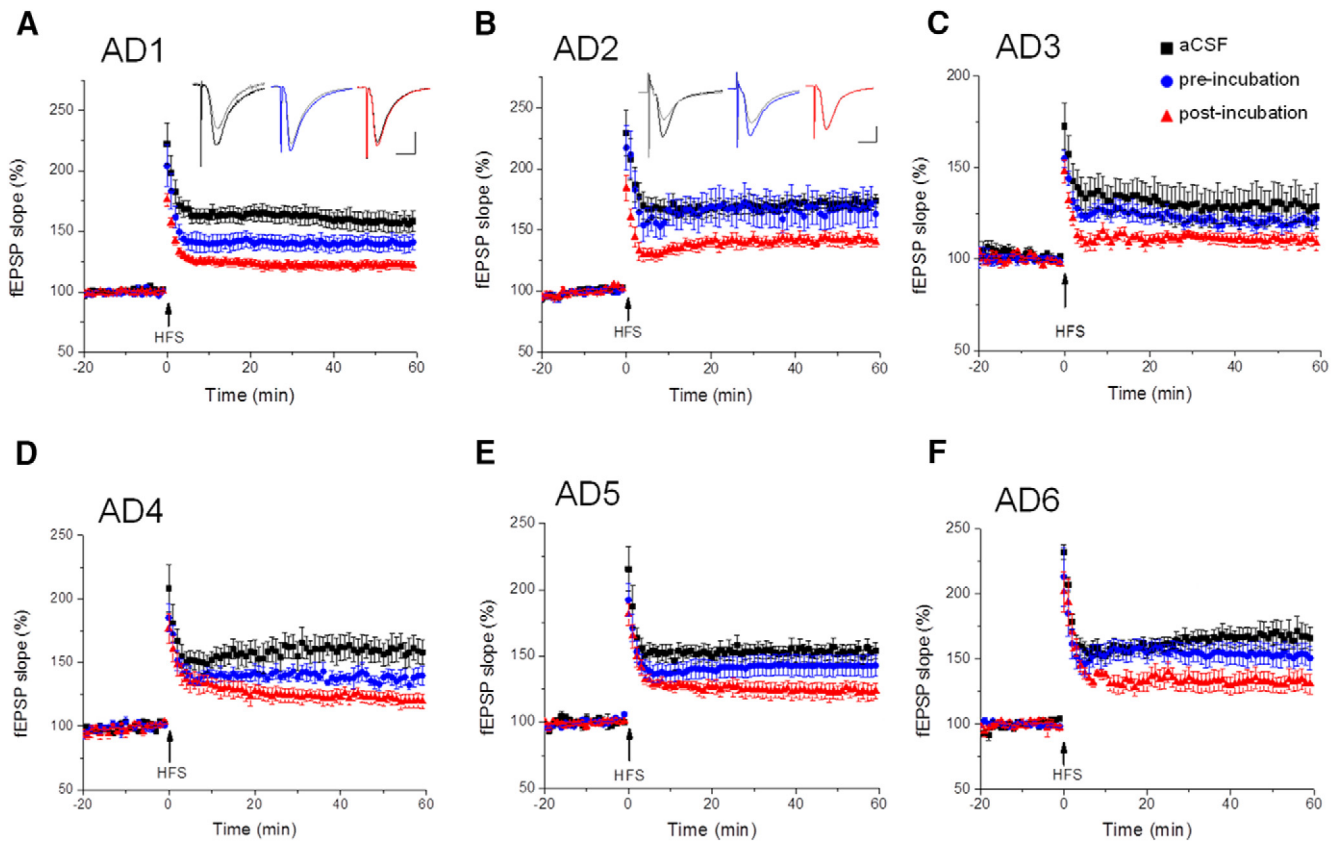 A
AD1
250
200
150
100
50
fEPSP slope (%)
HFS
-20
0
20
40
60
Time (min)
B
AD2
250
200
150
100
50
fEPSP slope (%)
HFS
-20
0
20
40
60
Time (min)
C
AD3
aCSF
pre-incubation
post-incubation
200
150
100
50
fEPSP slope (%)
HFS
-20
0
20
40
60
Time (min)
D
AD4
250
200
150
100
50
fEPSP slope (%)
HFS
-20
0
20
40
60
Time (min)
E
AD5
250
200
150
100
50
fEPSP slope (%)
HFS
-20
0
20
40
60
Time (min)
F
AD6
250
200
150
100
50
fEPSP slope (%)
HFS
-20
0
20
40
60
Time (min)